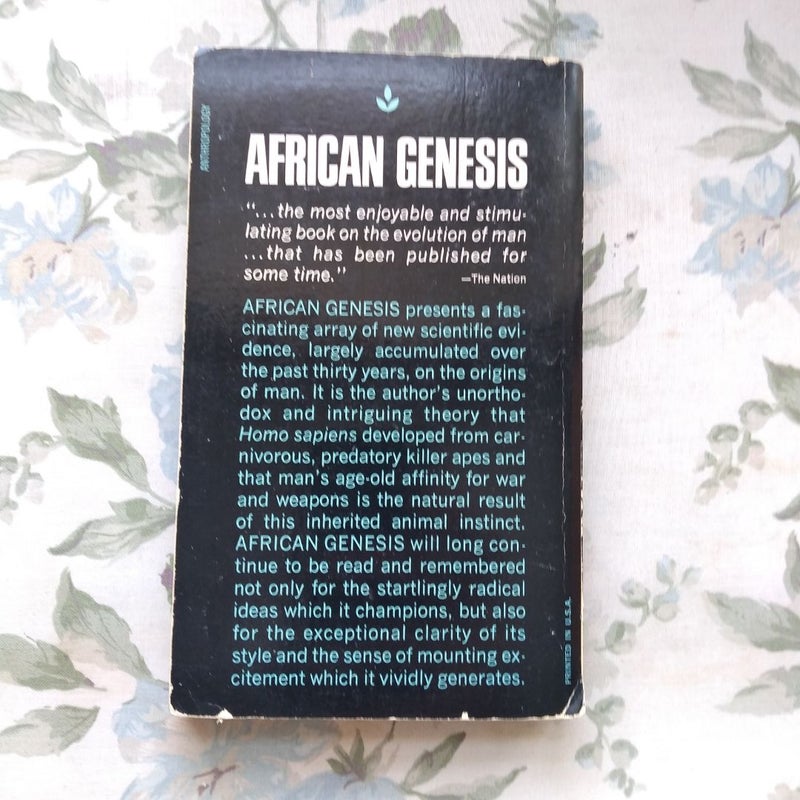 ANTHROPOLOGY
AFRICAN GENESIS
“...the most enjoyable and stimu-
lating book on the evolution of man
...that has been published for
some time.”
—The Nation
AFRICAN GENESIS presents a fas-
cinating array of new scientific evi-
dence, largely accumulated over
the past thirty years, on the origins
of man. It is the author's unortho-
dox and intriguing theory that
Homo sapiens developed from car-
nivorous, predatory killer apes and
that man's age-old affinity for war
and weapons is the natural result
of this inherited animal instinct.
AFRICAN GENESIS will long con-
tinue to be read and remembered
not only for the startlingly radical
ideas which it champions, but also
for the exceptional clarity of its
style and the sense of mounting ex-
citement which it vividly generates.
PRINTED IN U.S.A.